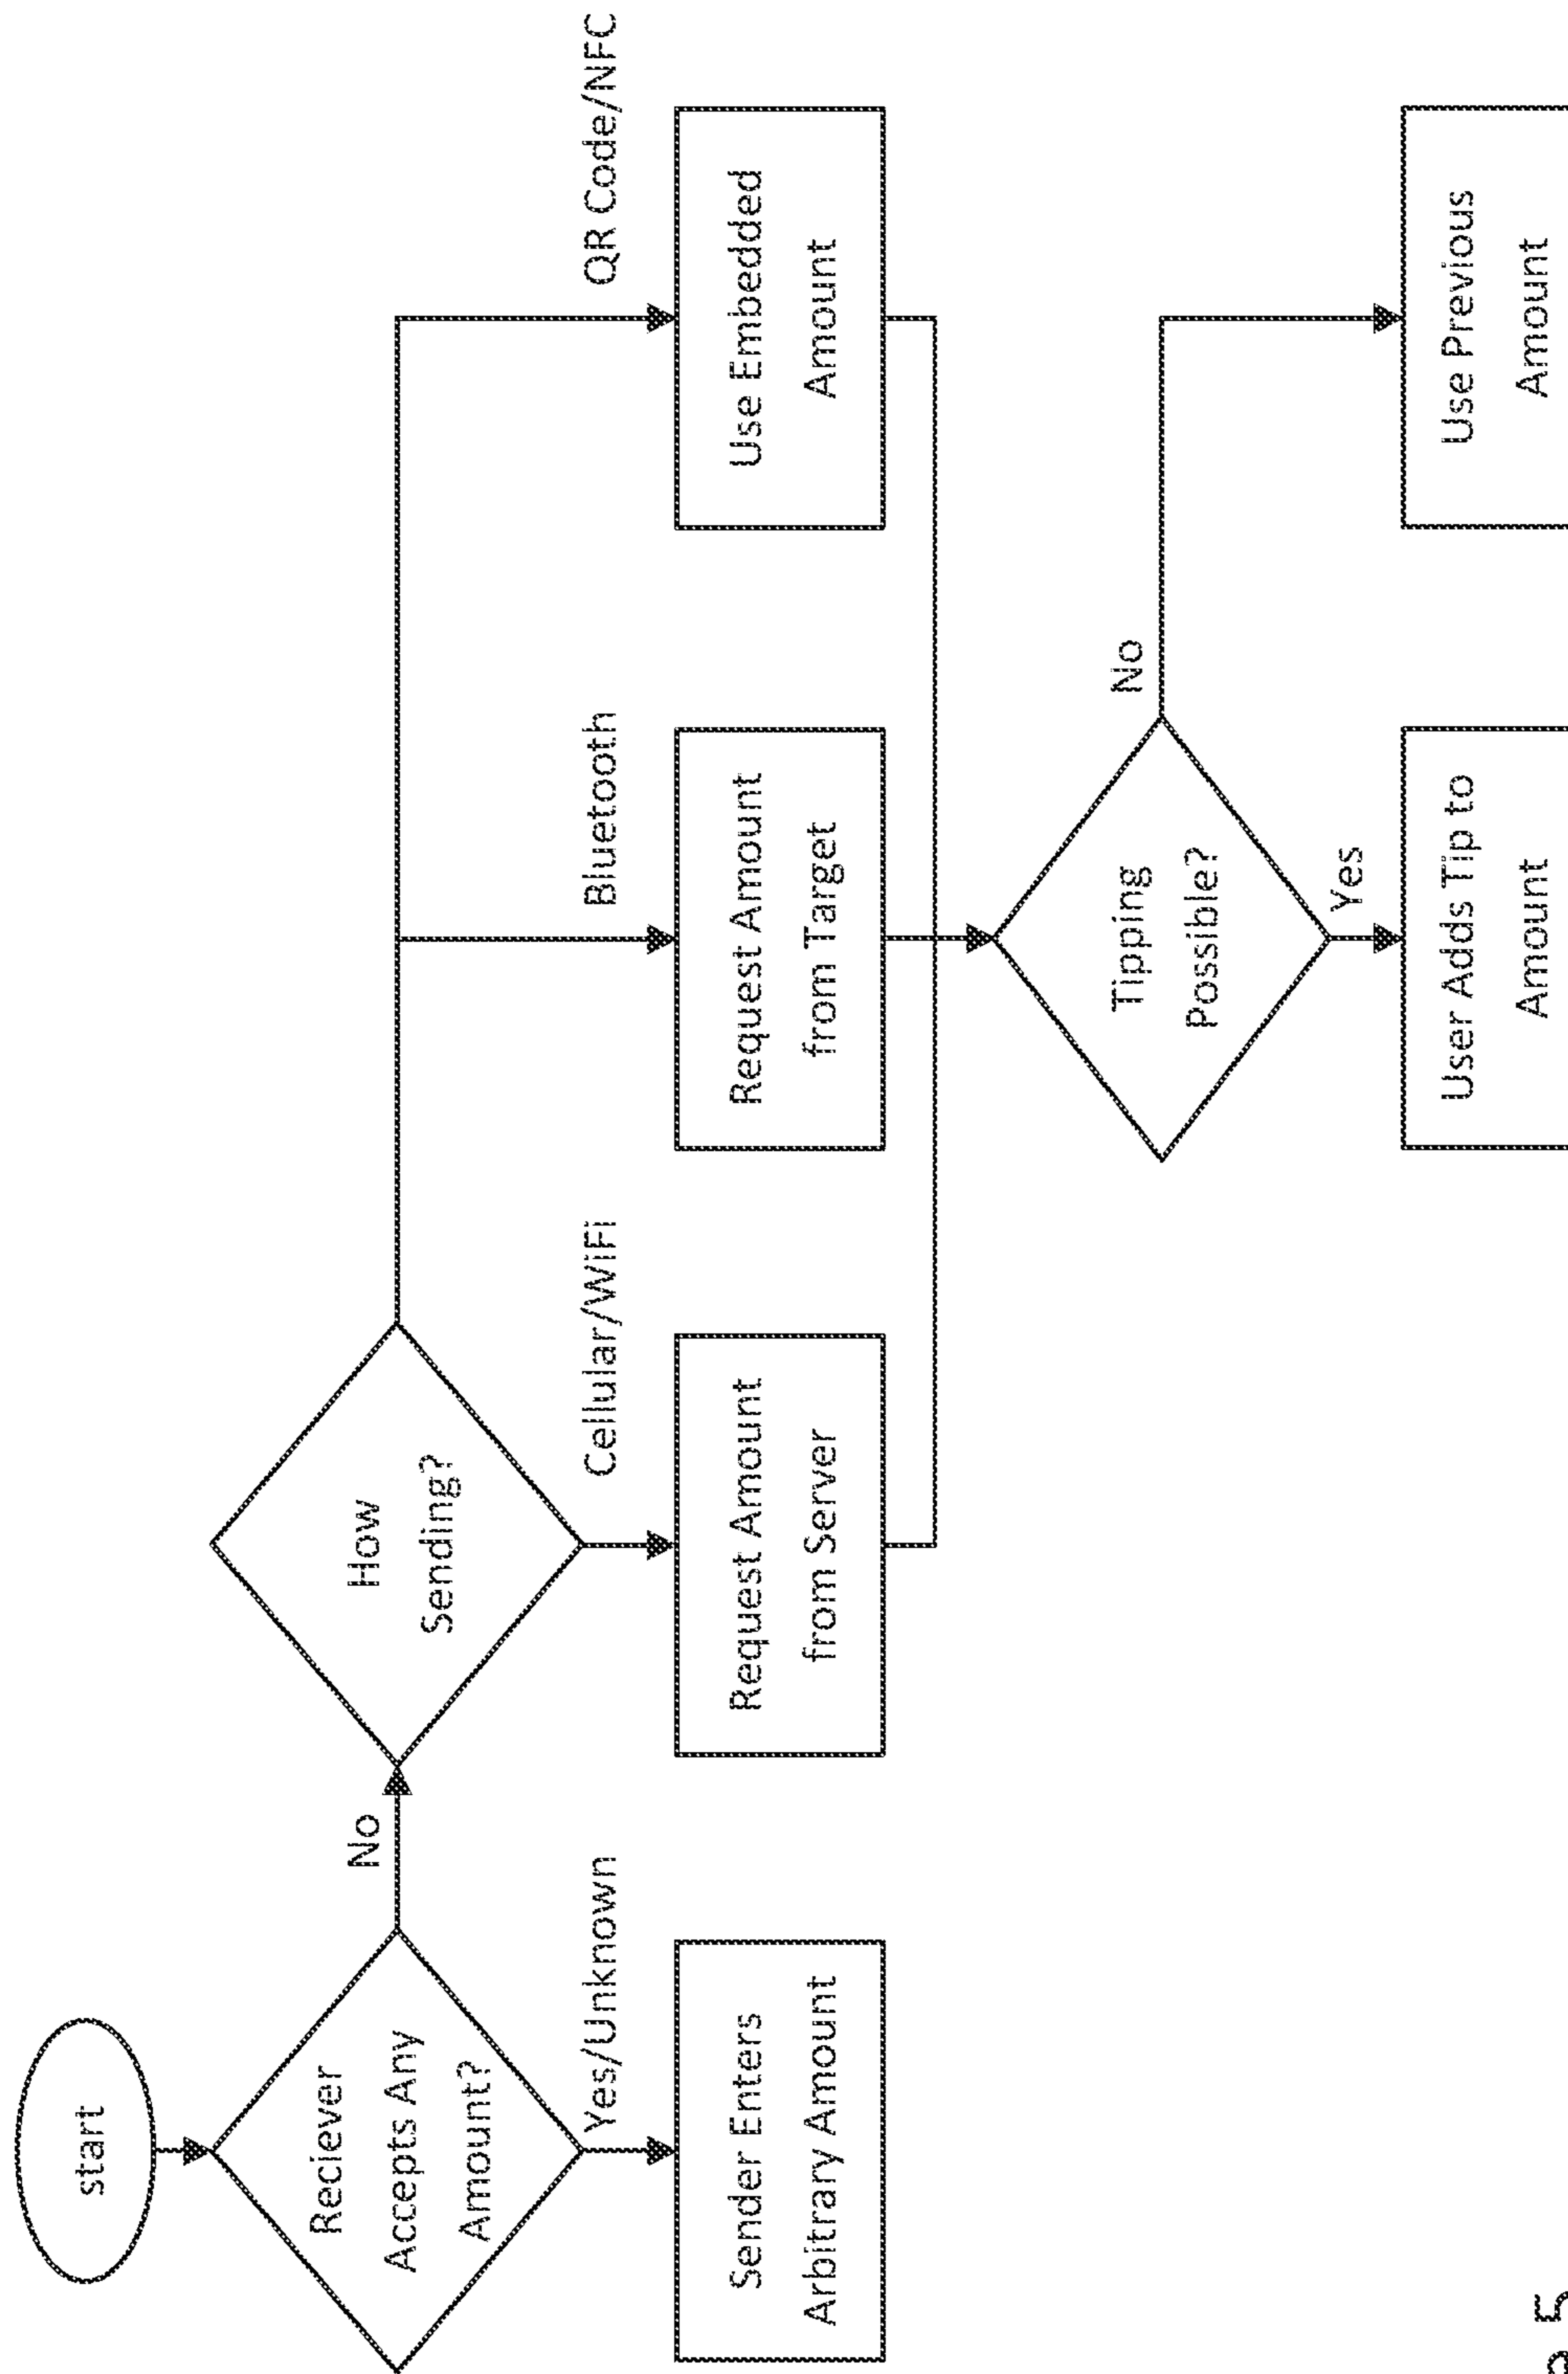 start
Reciever
Accepts Any
Amount?
No
Yes/Unknown
Sender Enters
Arbitrary Amount
How
Sending?
Cellular/WiFi
Bluetooth
QR Code/NFC
Request Amount
from Server
Request Amount
from Target
Use Embedded
Amount
Tipping
Possible?
No
Yes
User Adds Tip to
Amount
Use Previous
Amount
5